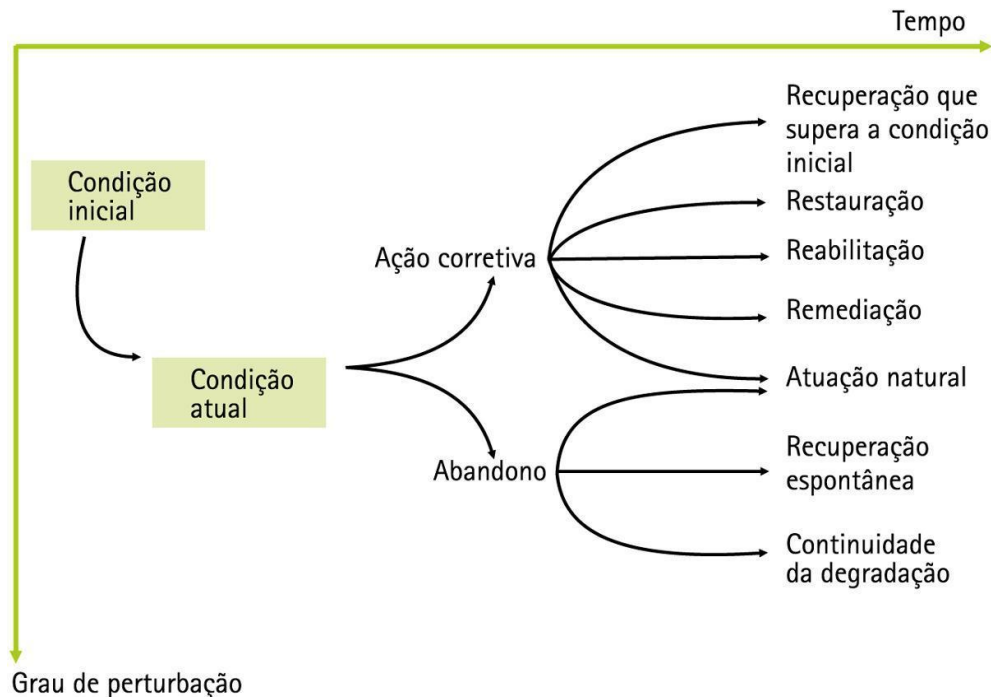 Tempo
Recuperação que
supera a condição
inicial
Condição
inicial
Restauração
Ação corretiva
Reabilitação
Remediação
Condição
atual
Atuação natural
Abandono
Recuperação
espontânea
Continuidade
da degradação
Grau de perturbação